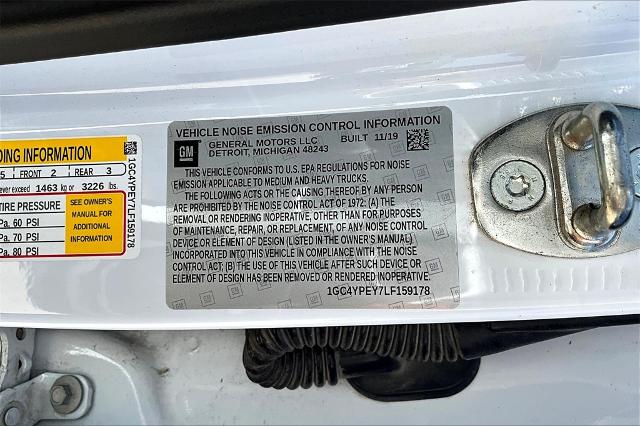 DING INFORMATION
5 FRONT 2 REAR 3
ever exceed 1463 kg or 3226 lbs.
TIRE PRESSURE
Pa, 60 PSI
Pa, 70 PSI
Pa, 80 PSI
SEE OWNER'S
MANUAL FOR
ADDITIONAL
INFORMATION
1GC4YPEY7LF159178
VEHICLE NOISE EMISSION CONTROL INFORMATION
GM
GENERAL MOTORS LLC BUILT 11/19
DETROIT, MICHIGAN 48243
THIS VEHICLE CONFORMS TO U.S. EPA REGULATIONS FOR NOISE
EMISSION APPLICABLE TO MEDIUM AND HEAVY TRUCKS.
THE FOLLOWING ACTS OR THE CAUSING THEREOF BY ANY PERSON
ARE PROHIBITED BY THE NOISE CONTROL ACT OF 1972: (A) THE
REMOVAL OR RENDERING INOPERATIVE, OTHER THAN FOR PURPOSES
OF MAINTENANCE, REPAIR, OR REPLACEMENT, OF ANY NOISE CONTROL
DEVICE OR ELEMENT OF DESIGN (LISTED IN THE OWNER'S MANUAL)
INCORPORATED INTO THIS VEHICLE IN COMPLIANCE WITH THE NOISE
CONTROL ACT, (B) THE USE OF THIS VEHICLE AFTER SUCH DEVICE OR
ELEMENT OF DESIGN HAS BEEN REMOVED OR RENDERED INOPERATIVE.
1GC4YPEY7LF159178